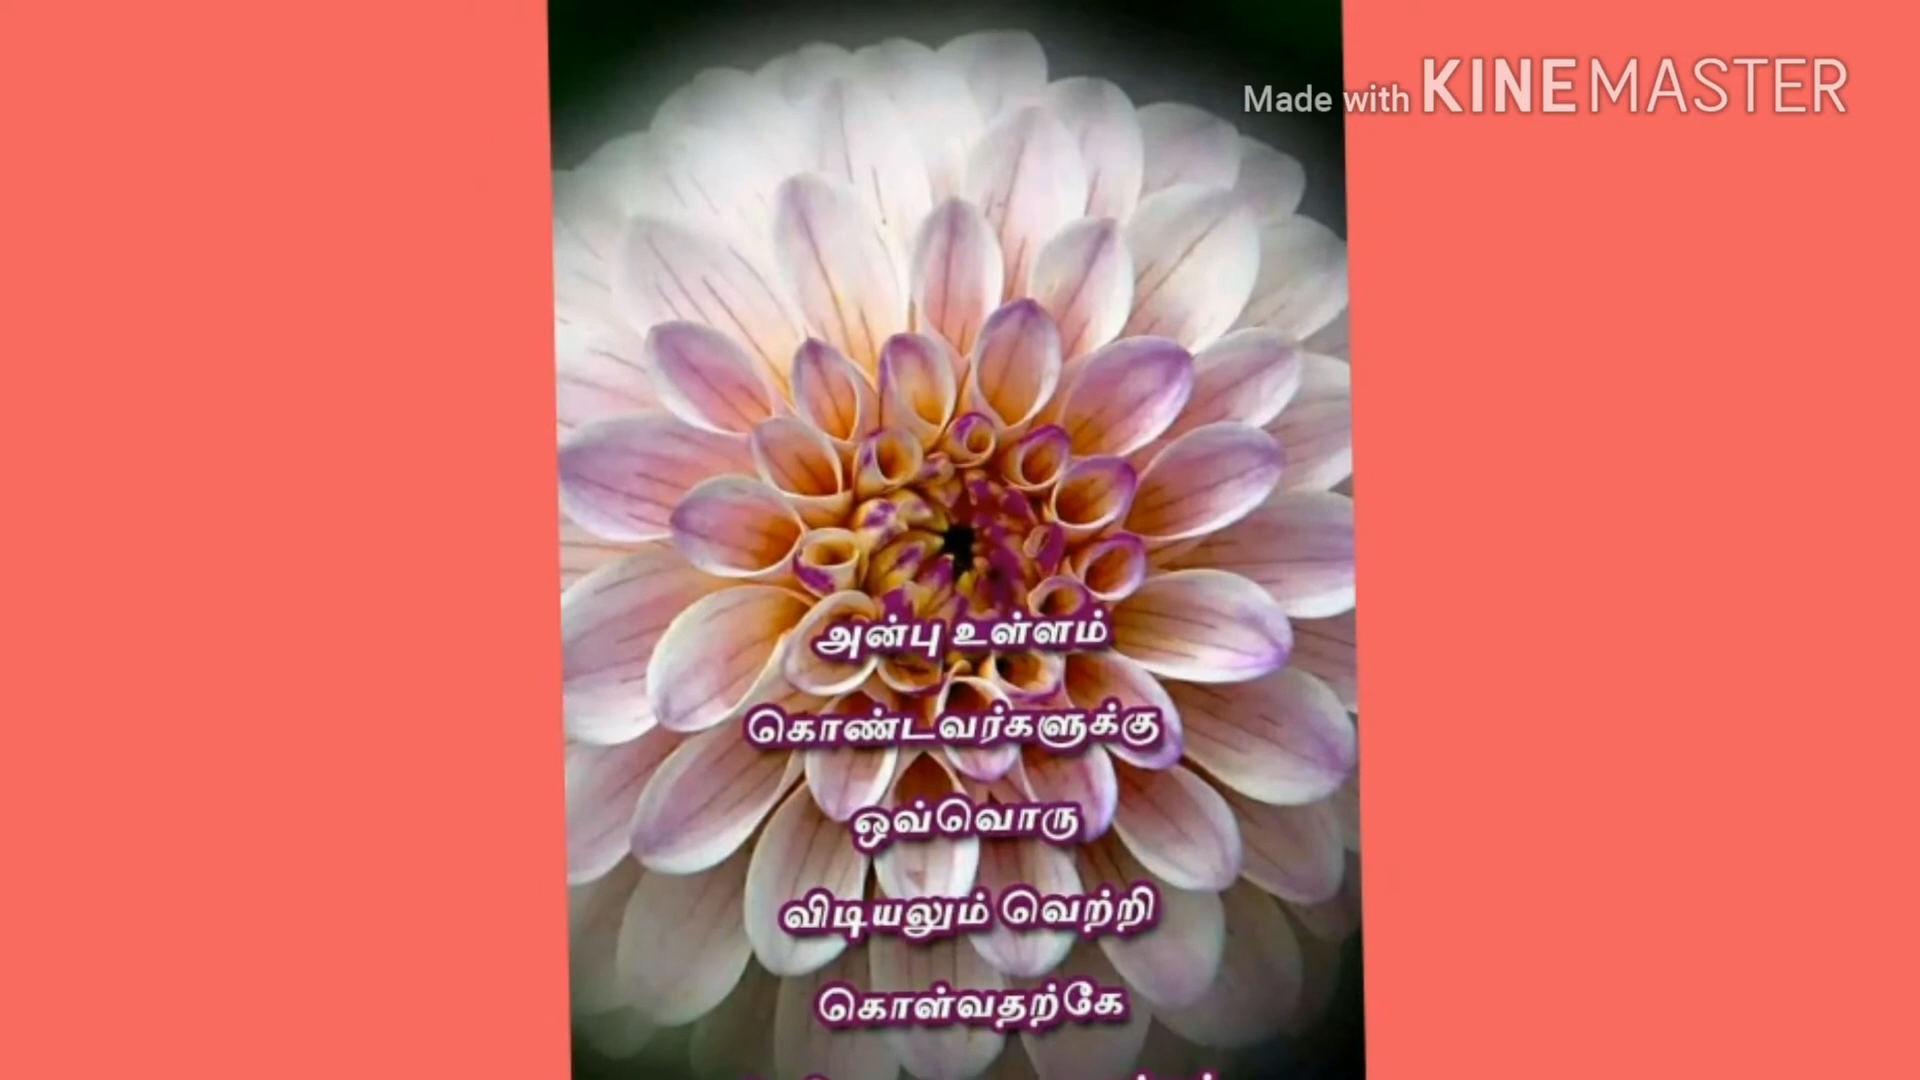 Made with KINEMASTER
அன்பு உள்ளம்
கொண்டவர்களுக்கு
ஒவ்வொரு
விடியலும் வெற்றி
கொள்வதற்கே